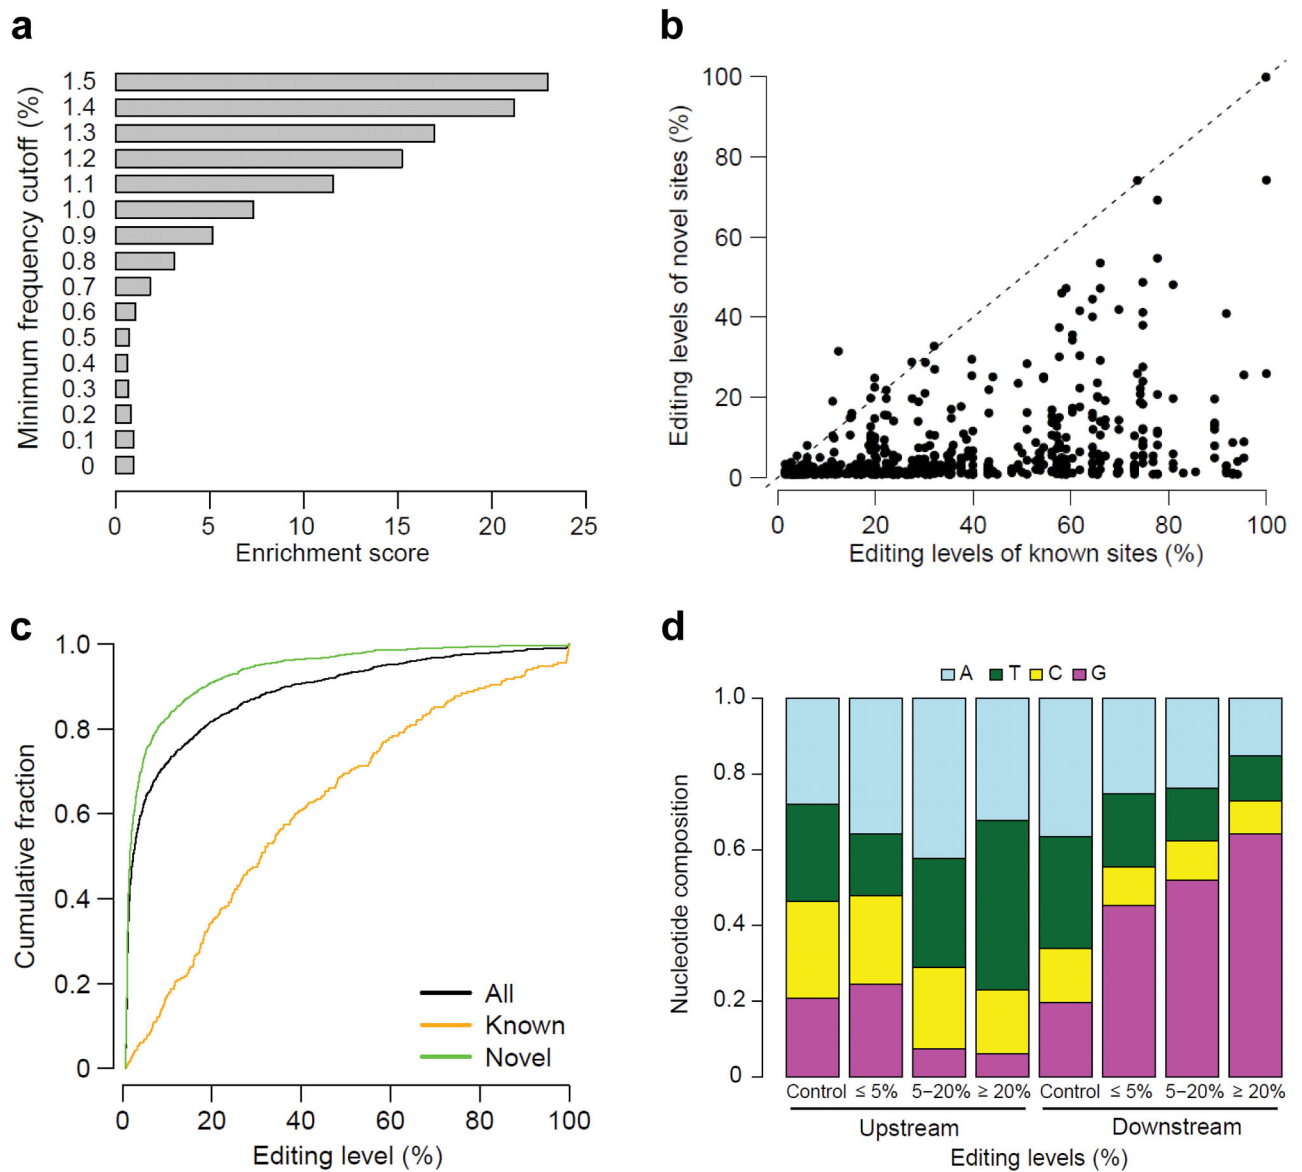 a
Minimum frequency cutoff (%)
1.5
1.4
1.3
1.2
1.1
1.0
0.9
0.8
0.7
0.6
0.5
0.4
0.3
0.2
0.1
0
0 5 10 15 20 25
Enrichment score
b
Editing levels of novel sites (%)
100
80
60
40
20
0
0 20 40 60 80 100
Editing levels of known sites (%)
c
Cumulative fraction
1.0
0.8
0.6
0.4
0.2
0
All
Known
Novel
0 20 40 60 80 100
Editing level (%)
d
A T C G
Nucleotide composition
1.0
0.8
0.6
0.4
0.2
0
Control ≤ 5% 5−20% ≥ 20% Control ≤ 5% 5−20% ≥ 20%
Upstream Downstream
Editing levels (%)